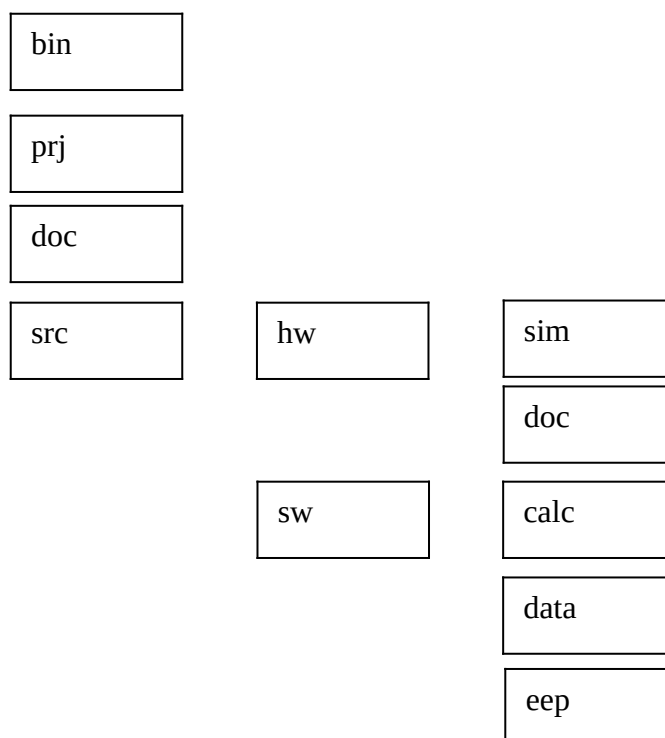 bin
prj
doc
src
hw
sim
doc
sw
calc
data
eep